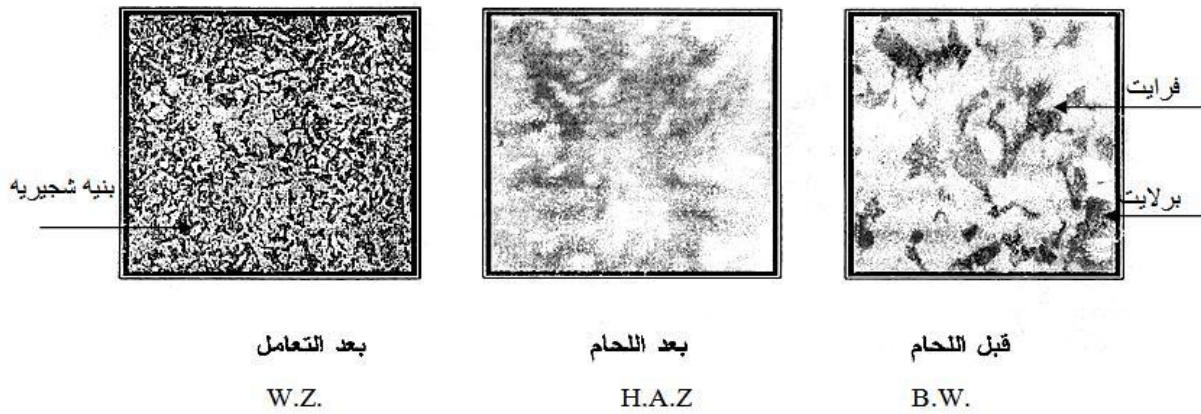 فرايت
برلايت
بنيه شجيريه
قبل اللحام
بعد اللحام
بعد التعامل
B.W.
H.A.Z
W.Z.